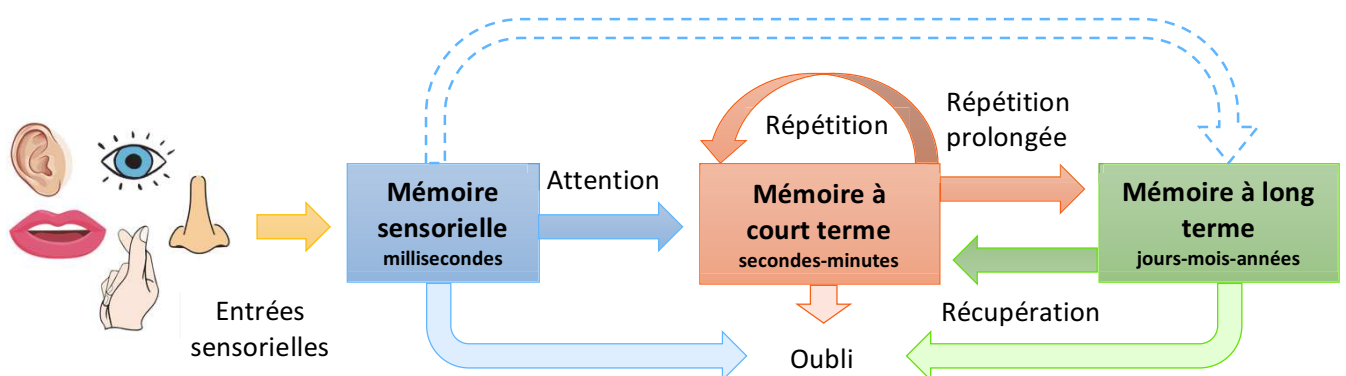 Entrées
sensorielles
Mémoire
sensorielle
millisecondes
Attention
Répétition
Mémoire à
court terme
secondes-minutes
Répétition
prolongée
Mémoire à long
terme
jours-mois-années
Récupération
Oubli